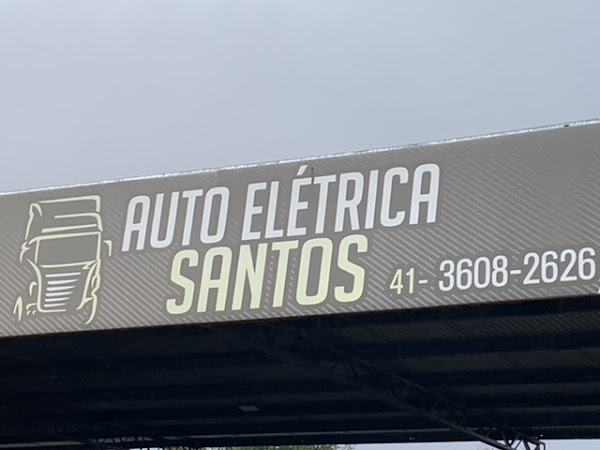 AUTO ELÉTRICA
SANTOS
41- 3608-2626